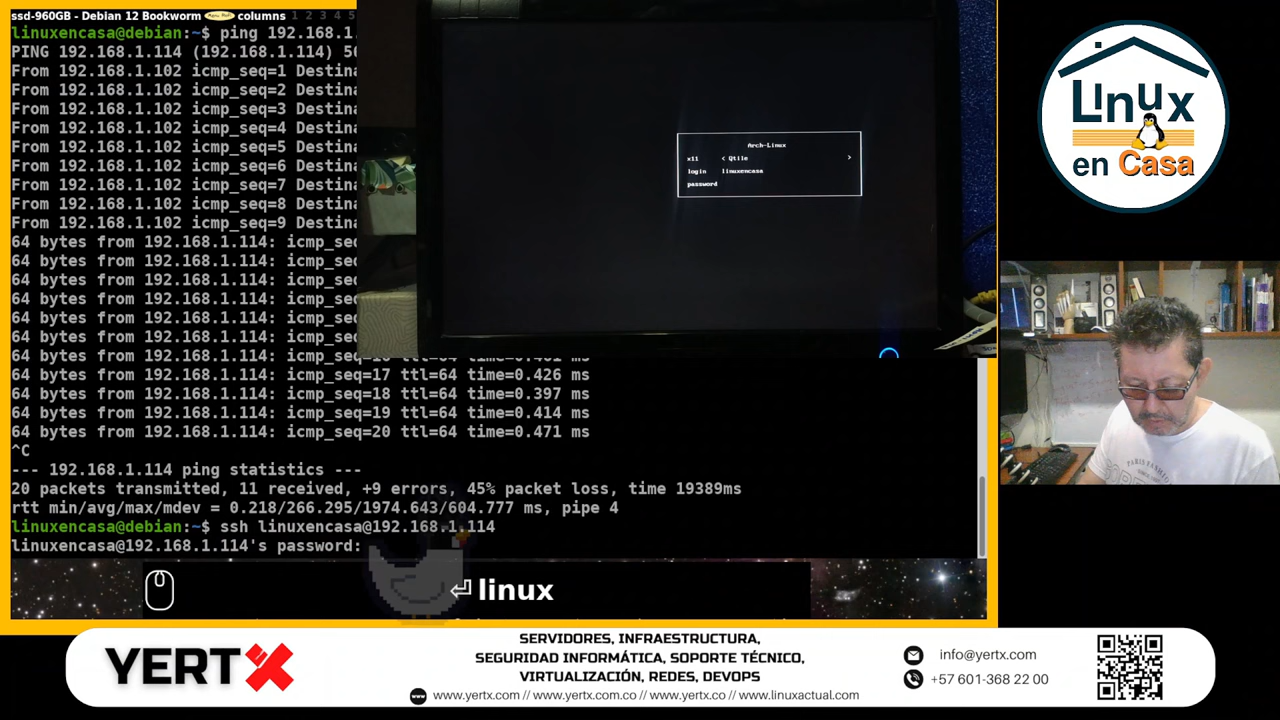 ssd-960GB - Debian 12 Bookworm columns 1 2 3 4 5
linuxencasa@debian:~$ ping 192.168.1.
PING 192.168.1.114 (192.168.1.114) 56
From 192.168.1.102 icmp_seq=1 Destina
From 192.168.1.102 icmp_seq=2 Destina
From 192.168.1.102 icmp_seq=3 Destina
From 192.168.1.102 icmp_seq=4 Destina
From 192.168.1.102 icmp_seq=5 Destina
From 192.168.1.102 icmp_seq=6 Destina
From 192.168.1.102 icmp_seq=7 Destina
From 192.168.1.102 icmp_seq=8 Destina
From 192.168.1.102 icmp_seq=9 Destina
64 bytes from 192.168.1.114: icmp_seq
64 bytes from 192.168.1.114: icmp_seq
64 bytes from 192.168.1.114: icmp_seq
64 bytes from 192.168.1.114: icmp_seq
64 bytes from 192.168.1.114: icmp_seq
64 bytes from 192.168.1.114: icmp_seq
64 bytes from 192.168.1.114: icmp_seq ttl=64 ms
64 bytes from 192.168.1.114: icmp_seq=17 ttl=64 time=0.426 ms
64 bytes from 192.168.1.114: icmp_seq=18 ttl=64 time=0.397 ms
64 bytes from 192.168.1.114: icmp_seq=19 ttl=64 time=0.414 ms
64 bytes from 192.168.1.114: icmp_seq=20 ttl=64 time=0.471 ms
^C
--- 192.168.1.114 ping statistics ---
20 packets transmitted, 11 received, +9 errors, 45% packet loss, time 19389ms
rtt min/avg/max/mdev = 0.218/266.295/1974.643/604.777 ms, pipe 4
linuxencasa@debian:~$ ssh linuxencasa@192.168.1.114
linuxencasa@192.168.1.114's password:
Arch-Linux
x11 < Qtile >
login linuxencasa
password
Linux
en Casa
⏎ linux
YERTX
SERVIDORES, INFRAESTRUCTURA,
SEGURIDAD INFORMÁTICA, SOPORTE TÉCNICO,
VIRTUALIZACIÓN, REDES, DEVOPS
www.yertx.com // www.yertx.com.co // www.yertx.co // www.linuxactual.com
info@yertx.com
+57 601-368 22 00